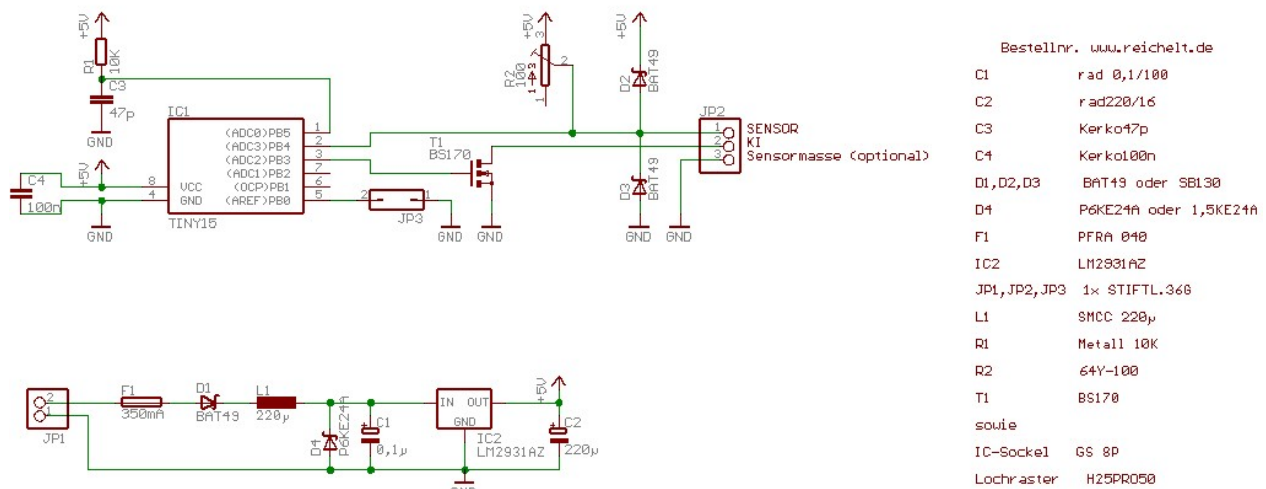 +5V
R1
10K
C3
47p
GND
IC1
(ADC0)PB5 1
(ADC3)PB4 2
(ADC2)PB3 3
(ADC1)PB2 7
(OCP)PB1 6
(AREF)PB0 5
8 VCC
4 GND
TINY15
C4
100n
+5V
GND
T1
BS170
2 1
JP3
GND
GND
+5V
3
R2
100
2
1
+5V
D2
BAT49
D3
BAT49
GND
GND
JP2
1 SENSOR
2 KI
3 Sensormasse (optional)
2
1
JP1
F1
350mA
D1
BAT49
L1
220µ
D4
P6KE24A
C1
0,1µ
IN OUT
GND
IC2
LM2931AZ
+5V
C2
220µ
GND
Bestellnr. www.reichelt.de
C1 rad 0,1/100
C2 rad220/16
C3 Kerko47p
C4 Kerko100n
D1,D2,D3 BAT49 oder SB130
D4 P6KE24A oder 1,5KE24A
F1 PFRA 040
IC2 LM2931AZ
JP1,JP2,JP3 1x STIFTL.36G
L1 SMCC 220µ
R1 Metall 10K
R2 64Y-100
T1 BS170
sowie
IC-Sockel GS 8P
Lochraster H25PR050